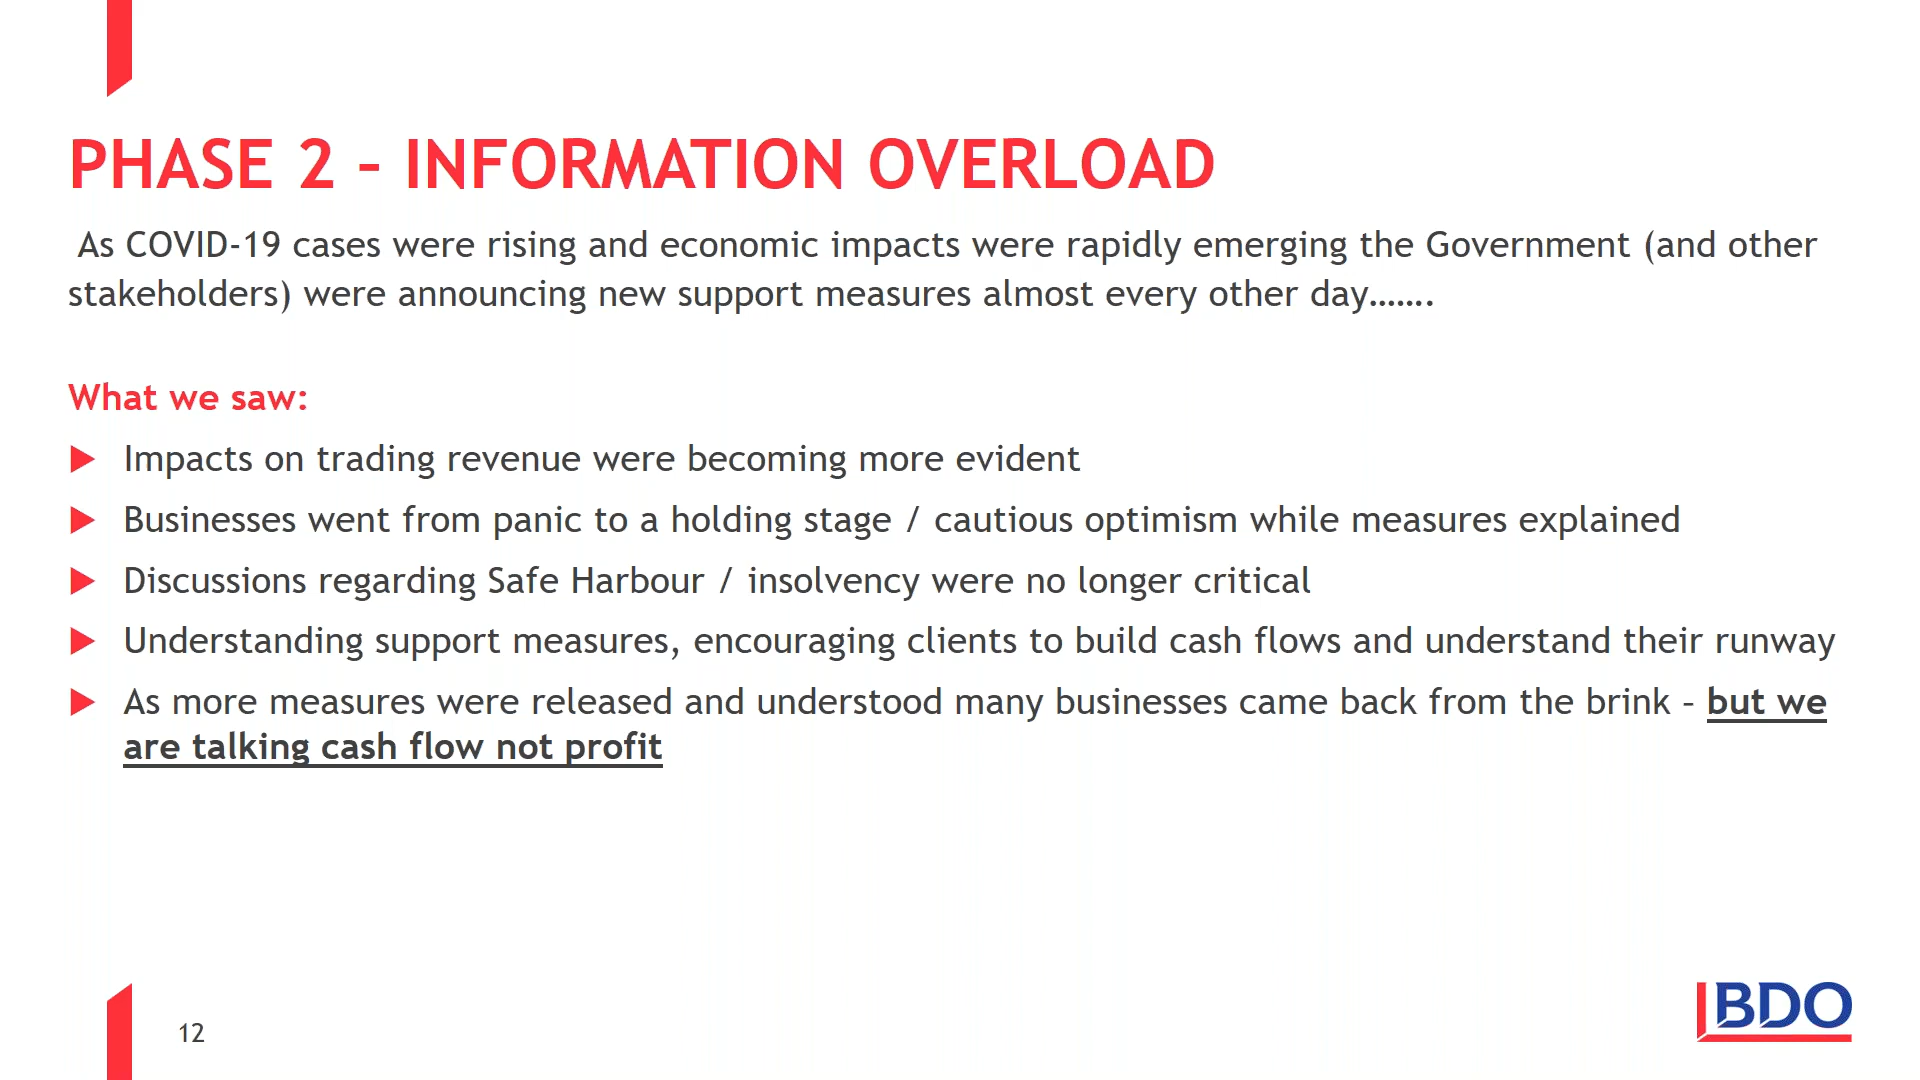 PHASE 2 – INFORMATION OVERLOAD
As COVID-19 cases were rising and economic impacts were rapidly emerging the Government (and other
stakeholders) were announcing new support measures almost every other day…….
What we saw:
Impacts on trading revenue were becoming more evident
Businesses went from panic to a holding stage / cautious optimism while measures explained
Discussions regarding Safe Harbour / insolvency were no longer critical
Understanding support measures, encouraging clients to build cash flows and understand their runway
As more measures were released and understood many businesses came back from the brink – but we
are talking cash flow not profit
12
BDO